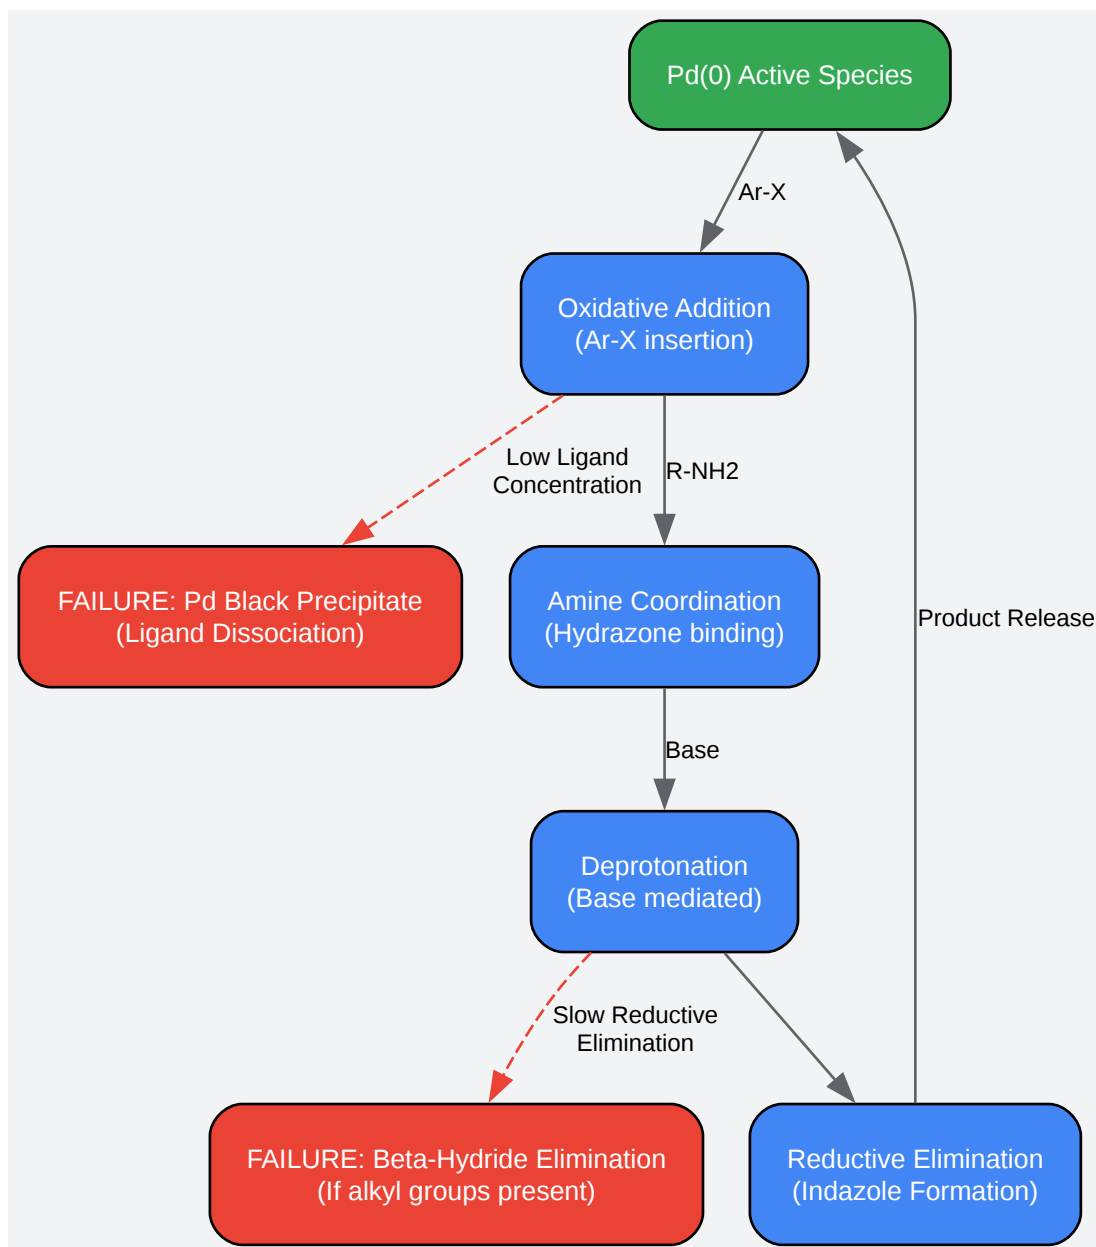 Pd(0) Active Species
Ar-X
Oxidative Addition
(Ar-X insertion)
Low Ligand
Concentration
R-NH2
FAILURE: Pd Black Precipitate
(Ligand Dissociation)
Amine Coordination
(Hydrazone binding)
Product Release
Base
Deprotonation
(Base mediated)
Slow Reductive
Elimination
FAILURE: Beta-Hydride Elimination
(If alkyl groups present)
Reductive Elimination
(Indazole Formation)